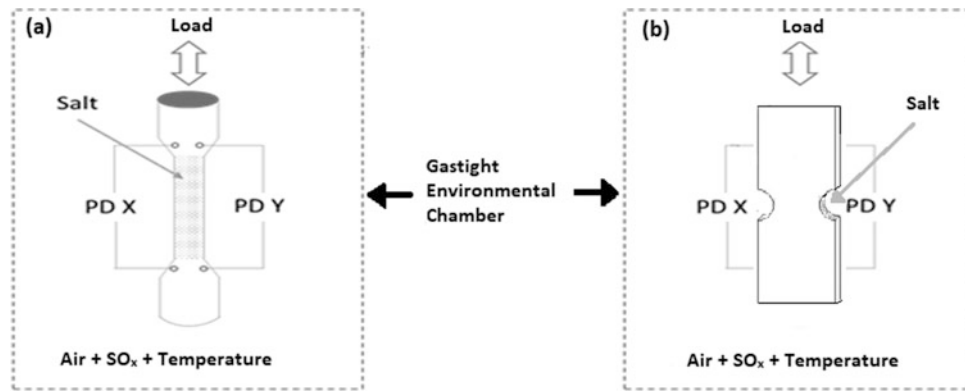 (a)
Load
Salt
PD X
PD Y
Air + SOₓ + Temperature
Gastight
Environmental
Chamber
(b)
Load
Salt
PD X
PD Y
Air + SOₓ + Temperature